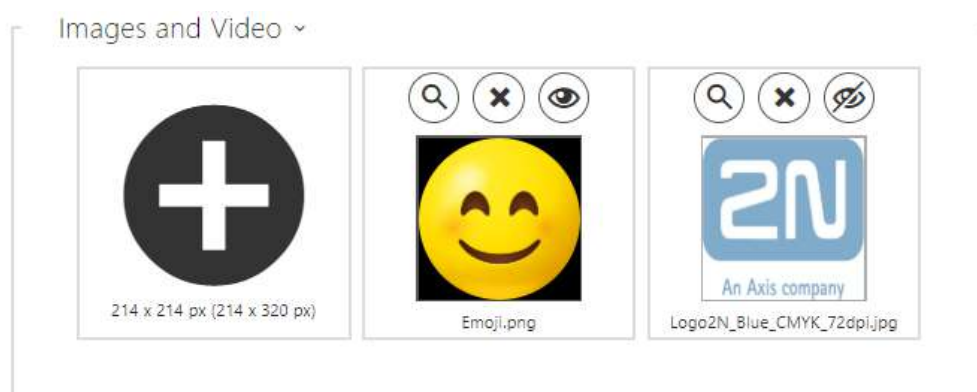 Images and Video
214 x 214 px (214 x 320 px)
Emoji.png
2N
An Axis company
Logo2N_Blue_CMYK_72dpi.jpg